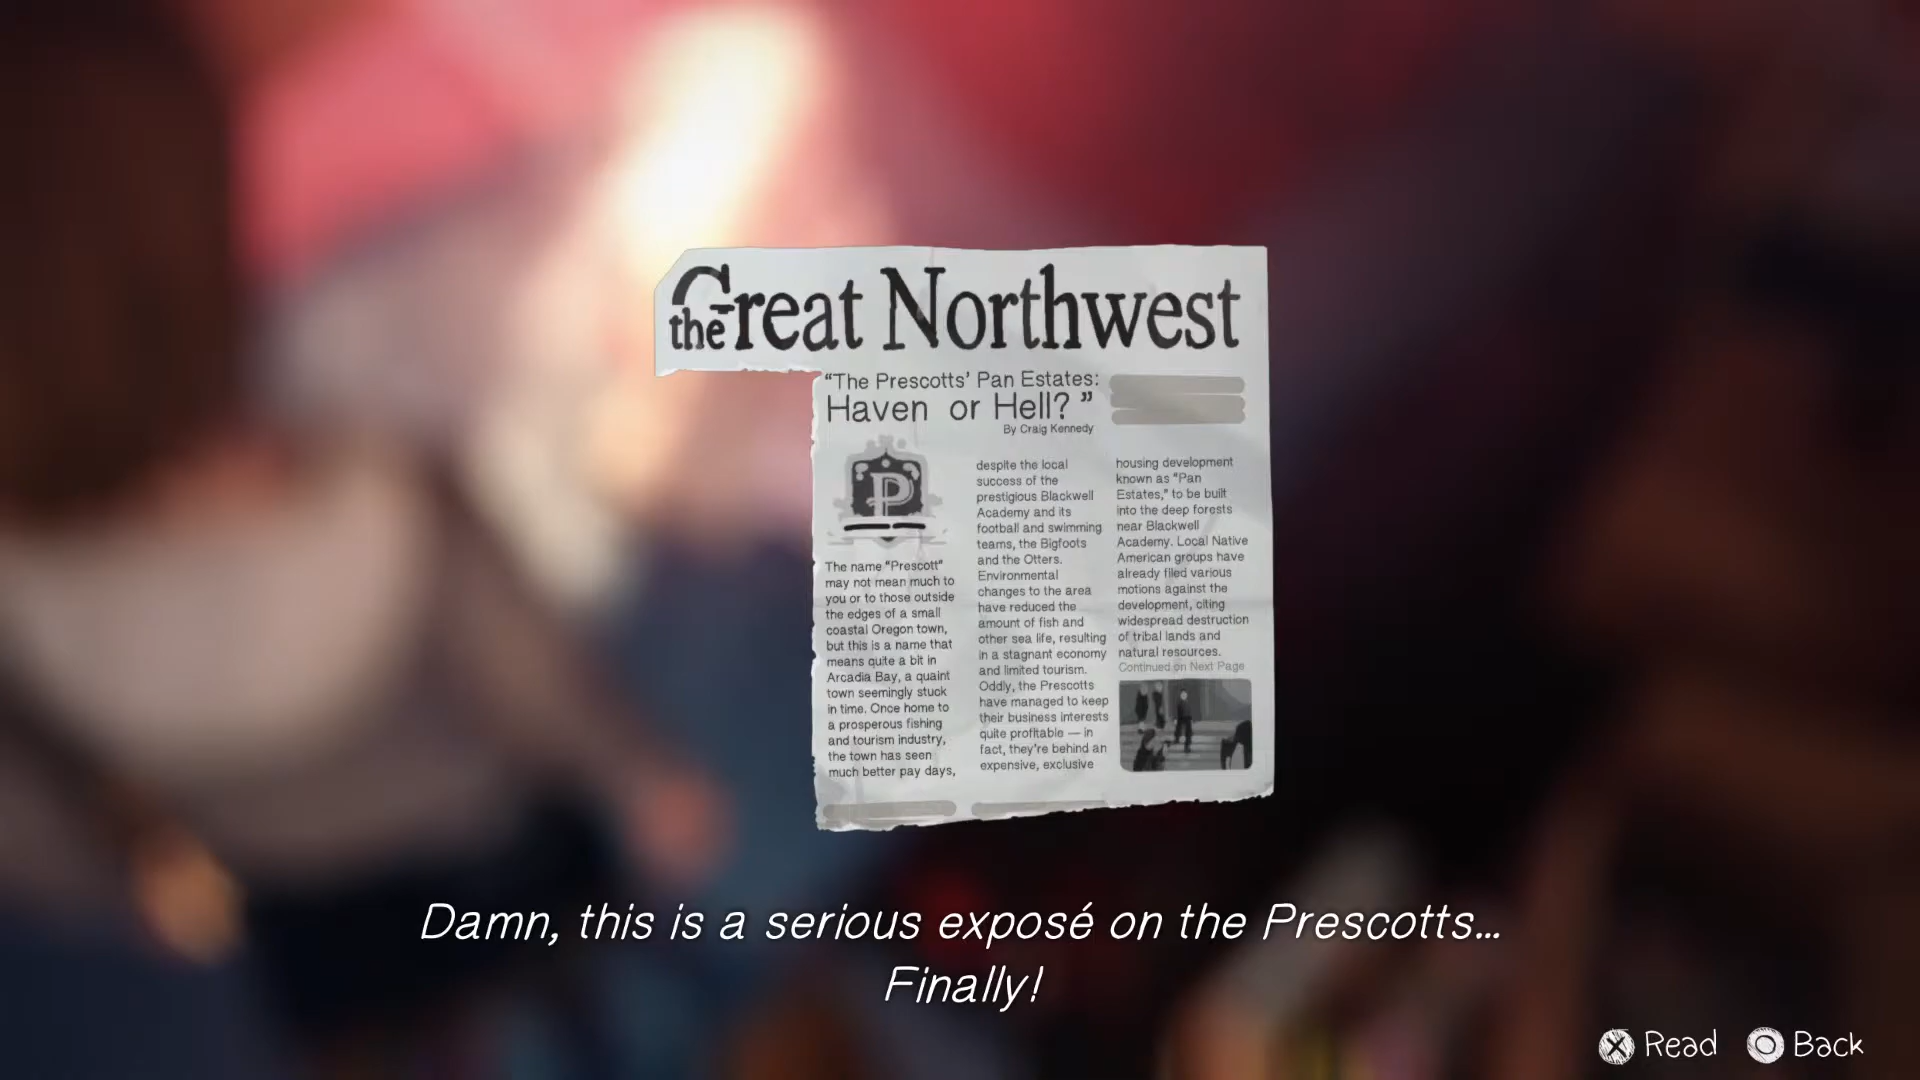 the Great Northwest
"The Prescotts' Pan Estates:
Haven or Hell?"
By Craig Kennedy
P
The name "Prescott"
may not mean much to
you or to those outside
the edges of a small
coastal Oregon town,
but this is a name that
means quite a bit in
Arcadia Bay, a quaint
town seemingly stuck
in time. Once home to
a prosperous fishing
and tourism industry,
the town has seen
much better pay days,
despite the local
success of the
prestigious Blackwell
Academy and its
football and swimming
teams, the Bigfoots
and the Otters.
Environmental
changes to the area
have reduced the
amount of fish and
other sea life, resulting
in a stagnant economy
and limited tourism.
Oddly, the Prescotts
have managed to keep
their business interests
quite profitable — in
fact, they're behind an
expensive, exclusive
housing development
known as "Pan
Estates," to be built
into the deep forests
near Blackwell
Academy. Local Native
American groups have
already filed various
motions against the
development, citing
widespread destruction
of tribal lands and
natural resources.
Continued on Next Page
Damn, this is a serious exposé on the Prescotts...
Finally!
Read Back